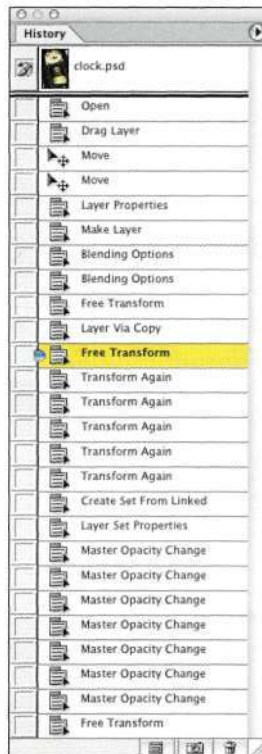 History
clock.psd
Open
Drag Layer
Move
Move
Layer Properties
Make Layer
Blending Options
Blending Options
Free Transform
Layer Via Copy
Free Transform
Transform Again
Transform Again
Transform Again
Transform Again
Transform Again
Create Set From Linked
Layer Set Properties
Master Opacity Change
Master Opacity Change
Master Opacity Change
Master Opacity Change
Master Opacity Change
Master Opacity Change
Master Opacity Change
Free Transform